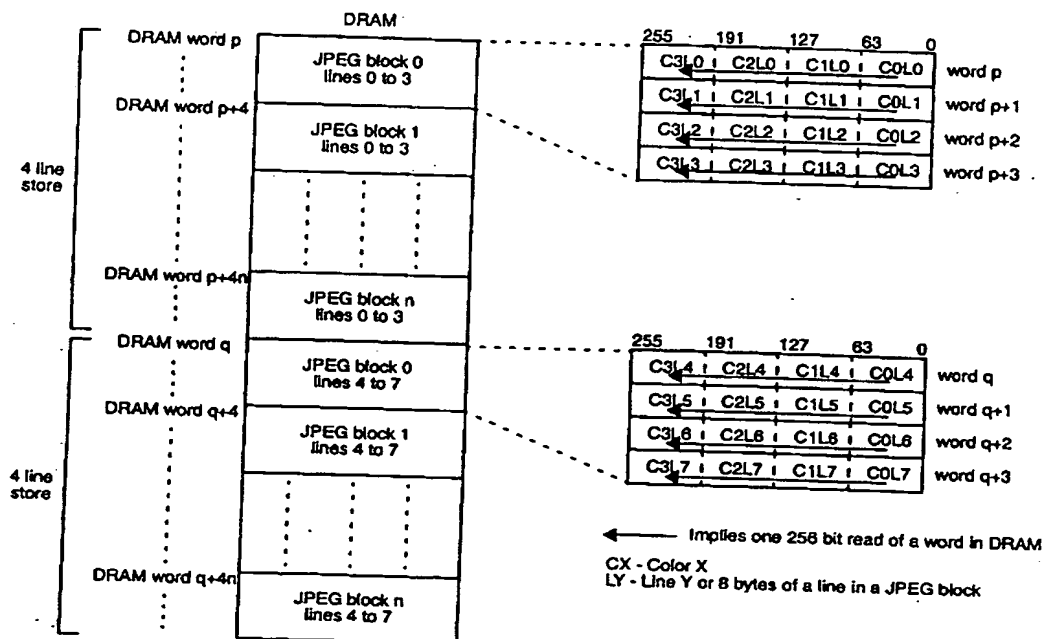 DRAM
DRAM word p
JPEG block 0
lines 0 to 3
DRAM word p+4
JPEG block 1
lines 0 to 3
4 line
store
DRAM word p+4n
JPEG block n
lines 0 to 3
DRAM word q
JPEG block 0
lines 4 to 7
DRAM word q+4
JPEG block 1
lines 4 to 7
4 line
store
DRAM word q+4n
JPEG block n
lines 4 to 7
255 191 127 63 0
C3L0 C2L0 C1L0 C0L0 word p
C3L1 C2L1 C1L1 C0L1 word p+1
C3L2 C2L2 C1L2 C0L2 word p+2
C3L3 C2L3 C1L3 C0L3 word p+3
255 191 127 63 0
C3L4 C2L4 C1L4 C0L4 word q
C3L5 C2L5 C1L5 C0L5 word q+1
C3L6 C2L6 C1L6 C0L6 word q+2
C3L7 C2L7 C1L7 C0L7 word q+3
Implies one 256 bit read of a word in DRAM
CX - Color X
LY - Line Y or 8 bytes of a line in a JPEG block